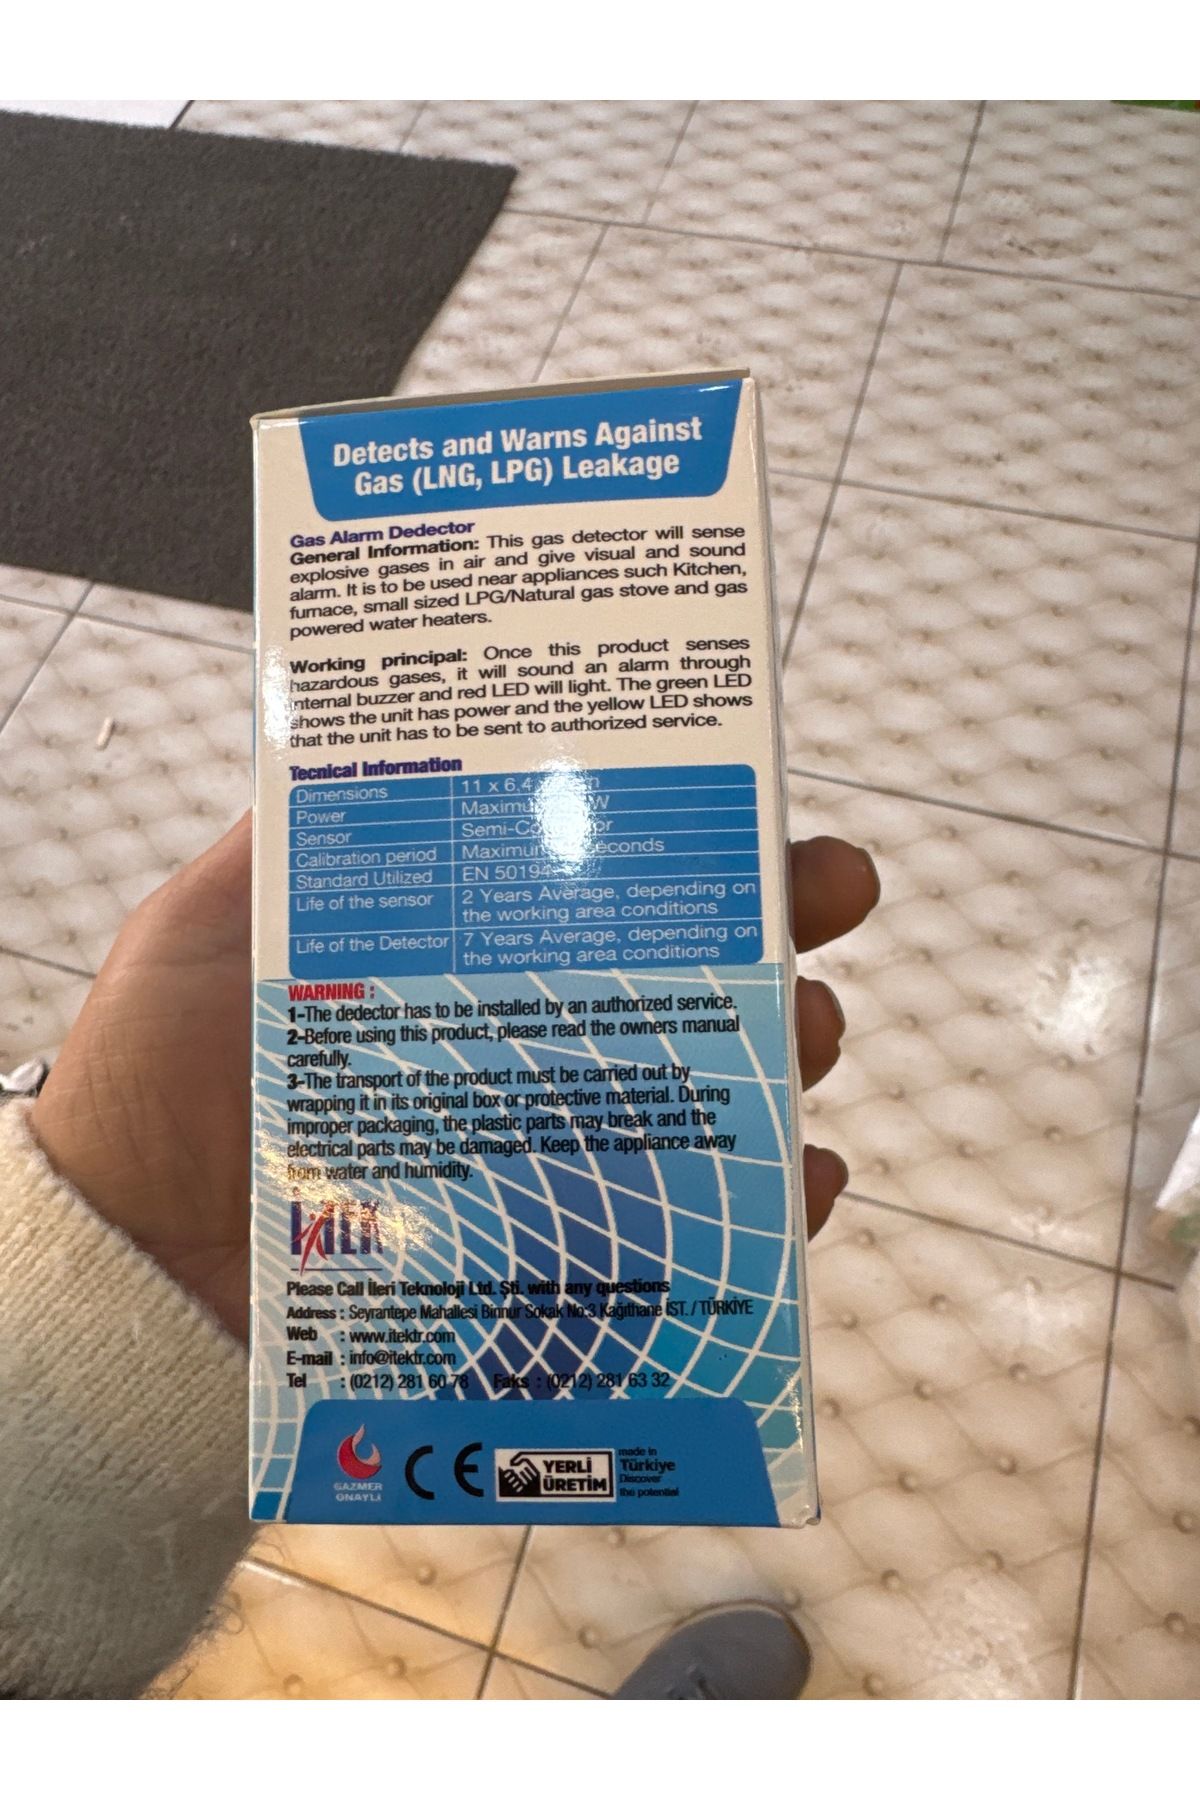 Detects and Warns Against
Gas (LNG, LPG) Leakage
Gas Alarm Dedector
General Information: This gas detector will sense
explosive gases in air and give visual and sound
alarm. It is to be used near appliances such Kitchen,
furnace, small sized LPG/Natural gas stove and gas
powered water heaters.
Working principal: Once this product senses
hazardous gases, it will sound an alarm through
internal buzzer and red LED will light. The green LED
shows the unit has power and the yellow LED shows
that the unit has to be sent to authorized service.
Tecnical Information
Dimensions 11 x 6,4
Power
Sensor
Calibration period
Standard Utilized EN 50194
Life of the sensor 2 Years Average, depending on
the working area conditions
Life of the Detector 7 Years Average, depending on
the working area conditions
WARNING :
1-The dedector has to be installed by an authorized service.
2-Before using this product, please read the owners manual
carefully.
3-The transport of the product must be carried out by
wrapping it in its original box or protective material. During
improper packaging, the plastic parts may break and the
electrical parts may be damaged. Keep the appliance away
from water and humidity.
İTEK
Please Call İleri Teknoloji Ltd. Şti. with any questions
Address : Seyrantepe Mahallesi Binnur Sokak No:3 Kağıthane İST. / TÜRKİYE
Web : www.itektr.com
E-mail : info@itektr.com
Tel : (0212) 281 60 78 Faks : (0212) 281 63 32
GAZMER
ONAYLI
CE
YERLİ
ÜRETİM
made in
Türkiye
Discover
the potential